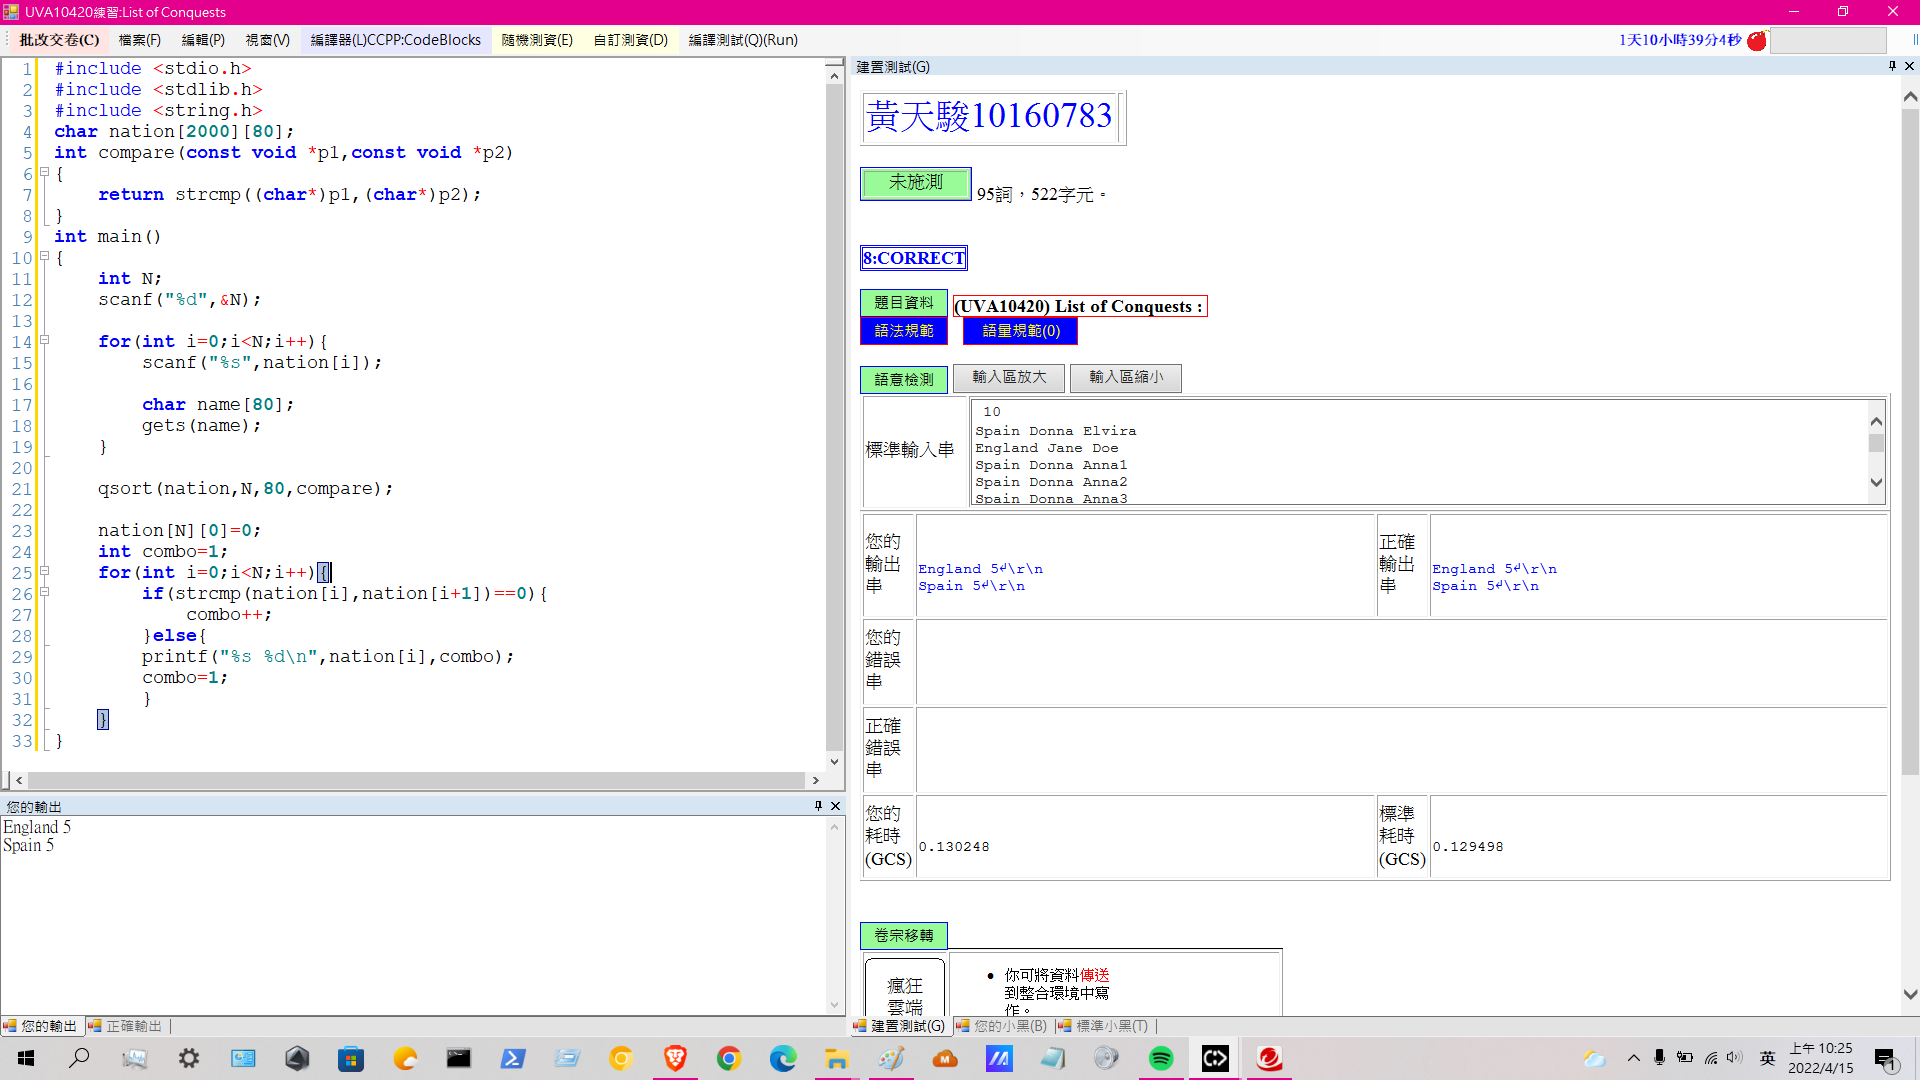 UVA10420練習:List of Conquests
批改交卷(C) 檔案(F) 編輯(P) 視窗(V) 編譯器(L)CCPP:CodeBlocks 隨機測資(E) 自訂測資(D) 編譯測試(Q)(Run) 1天10小時39分4秒
1 #include <stdio.h>
2 #include <stdlib.h>
3 #include <string.h>
4 char nation[2000][80];
5 int compare(const void *p1,const void *p2)
6 {
7 return strcmp((char*)p1,(char*)p2);
8 }
9 int main()
10 {
11 int N;
12 scanf("%d",&N);
13
14 for(int i=0;i<N;i++){
15 scanf("%s",nation[i]);
16
17 char name[80];
18 gets(name);
19 }
20
21 qsort(nation,N,80,compare);
22
23 nation[N][0]=0;
24 int combo=1;
25 for(int i=0;i<N;i++){
26 if(strcmp(nation[i],nation[i+1])==0){
27 combo++;
28 }else{
29 printf("%s %d\n",nation[i],combo);
30 combo=1;
31 }
32 }
33 }
您的輸出
England 5
Spain 5
您的輸出 正確輸出
建置測試(G)
黃天駿10160783
未施測 95詞，522字元。
8:CORRECT
題目資料 (UVA10420) List of Conquests :
語法規範 語量規範(0)
語意檢測 輸入區放大 輸入區縮小
標準輸入串
10
Spain Donna Elvira
England Jane Doe
Spain Donna Anna1
Spain Donna Anna2
Spain Donna Anna3
您的輸出串
England 5↲\r\n
Spain 5↲\r\n
正確輸出串
England 5↲\r\n
Spain 5↲\r\n
您的錯誤串
正確錯誤串
您的耗時(GCS) 0.130248
標準耗時(GCS) 0.129498
卷宗移轉
瘋狂
雲端
你可將資料傳送
到整合環境中寫
作。
建置測試(G) 您的小黑(B) 標準小黑(T)
英
上午 10:25
2022/4/15
1